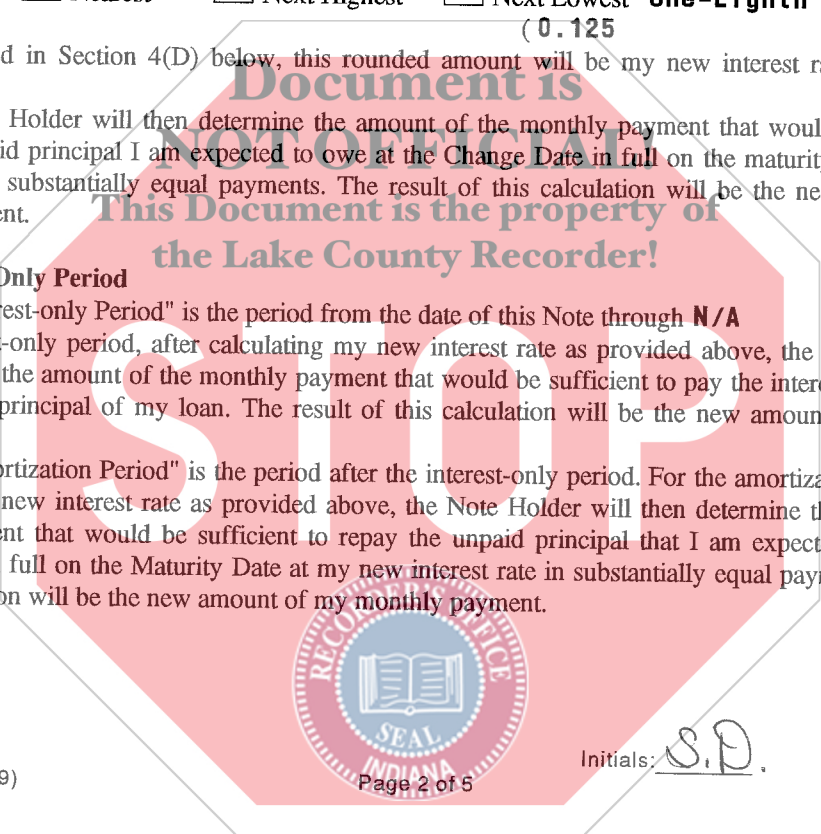 Next Highest Next Lowest One-Eighth
(0.125
d in Section 4(D) below, this rounded amount will be my new interest
Document is
Holder will then determine the amount of the monthly payment that
NOT OFFICIAL!
id principal I am expected to owe at the Change Date in full on the maturity
substantially equal payments. The result of this calculation will be the
This Document is the property of
ent.
the Lake County Recorder!
Only Period
rest-only Period" is the period from the date of this Note through N/A
t-only period, after calculating my new interest rate as provided above, the
the amount of the monthly payment that would be sufficient to pay the
principal of my loan. The result of this calculation will be the new
STOP
ortization Period" is the period after the interest-only period. For the
new interest rate as provided above, the Note Holder will then determine
ent that would be sufficient to repay the unpaid principal that I am
full on the Maturity Date at my new interest rate in substantially equal
on will be the new amount of my monthly payment.
RECORDER'S OFFICE
SEAL
INDIANA
Initials: S.D.
9)
Page 2 of 5